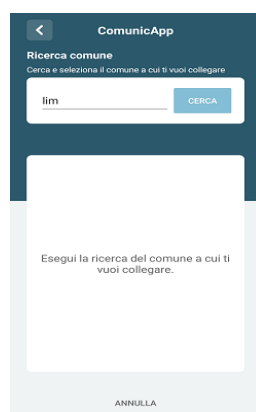 ComunicApp
Ricerca comune
Cerca e seleziona il comune a cui ti vuoi collegare
lim
CERCA
Esegui la ricerca del comune a cui ti
vuoi collegare.
ANNULLA